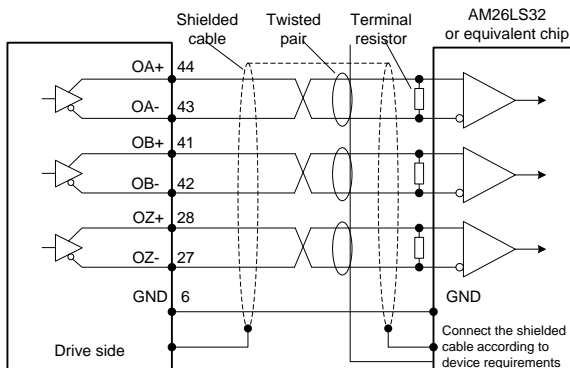 Shielded
cable
Twisted
pair
Terminal
resistor
AM26LS32
or equivalent chip
OA+ 44
OA- 43
OB+ 41
OB- 42
OZ+ 28
OZ- 27
GND 6
GND
Drive side
Connect the shielded
cable according to
device requirements